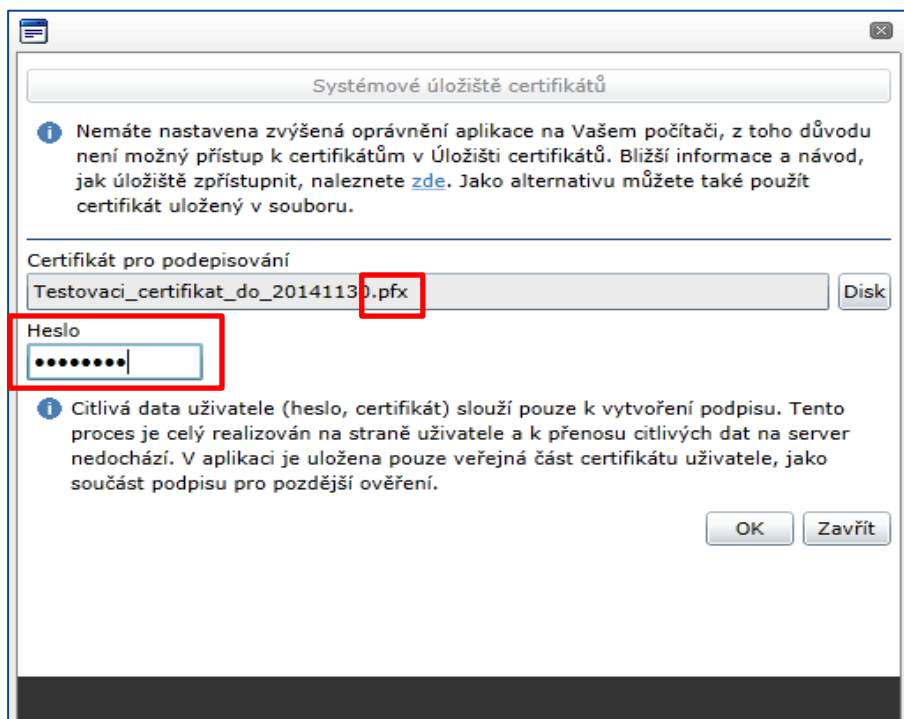 Systémové úložiště certifikátů
Nemáte nastavena zvýšená oprávnění aplikace na Vašem počítači, z toho důvodu
není možný přístup k certifikátům v Úložišti certifikátů. Bližší informace a návod,
jak úložiště zpřístupnit, naleznete zde. Jako alternativu můžete také použít
certifikát uložený v souboru.
Certifikát pro podepisování
Testovaci_certifikat_do_20141130.pfx
Disk
Heslo
••••••••
Citlivá data uživatele (heslo, certifikát) slouží pouze k vytvoření podpisu. Tento
proces je celý realizován na straně uživatele a k přenosu citlivých dat na server
nedochází. V aplikaci je uložena pouze veřejná část certifikátu uživatele, jako
součást podpisu pro pozdější ověření.
OK
Zavřít